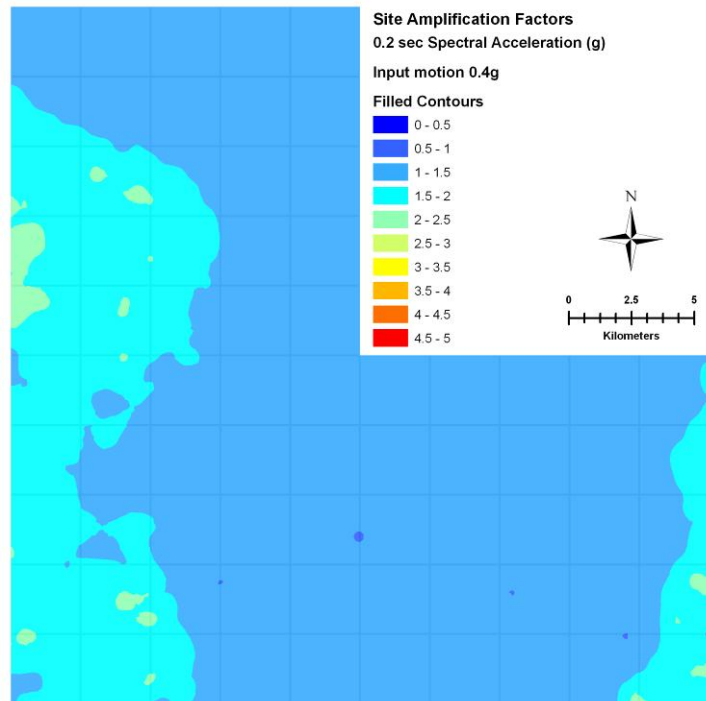 Site Amplification Factors
0.2 sec Spectral Acceleration (g)
Input motion 0.4g
Filled Contours
0 - 0.5
0.5 - 1
1 - 1.5
1.5 - 2
2 - 2.5
2.5 - 3
3 - 3.5
3.5 - 4
4 - 4.5
4.5 - 5
N
0 2.5 5
Kilometers